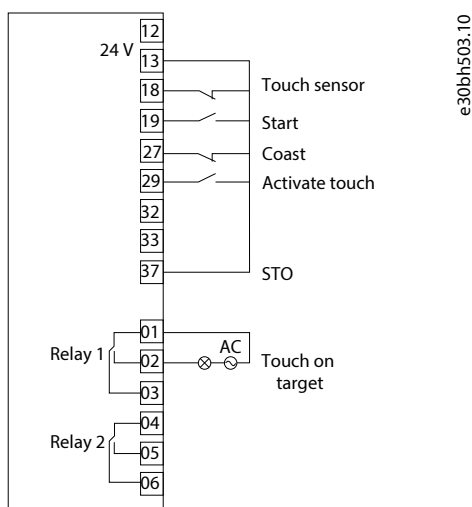 12
24 V
13
18 Touch sensor
19 Start
27 Coast
29 Activate touch
32
33
37 STO
01
Relay 1 02 AC Touch on
target
03
04
Relay 2 05
06
e30bh503.10